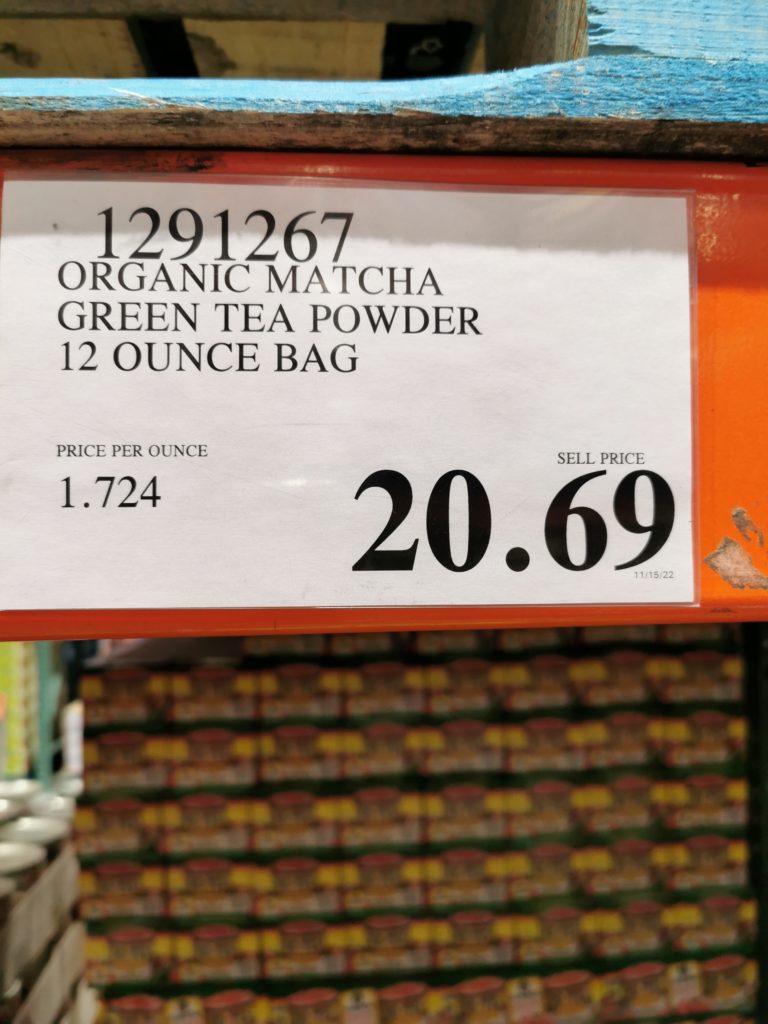 1291267
ORGANIC MATCHA
GREEN TEA POWDER
12 OUNCE BAG
PRICE PER OUNCE
1.724
SELL PRICE
20.69
11/15/22